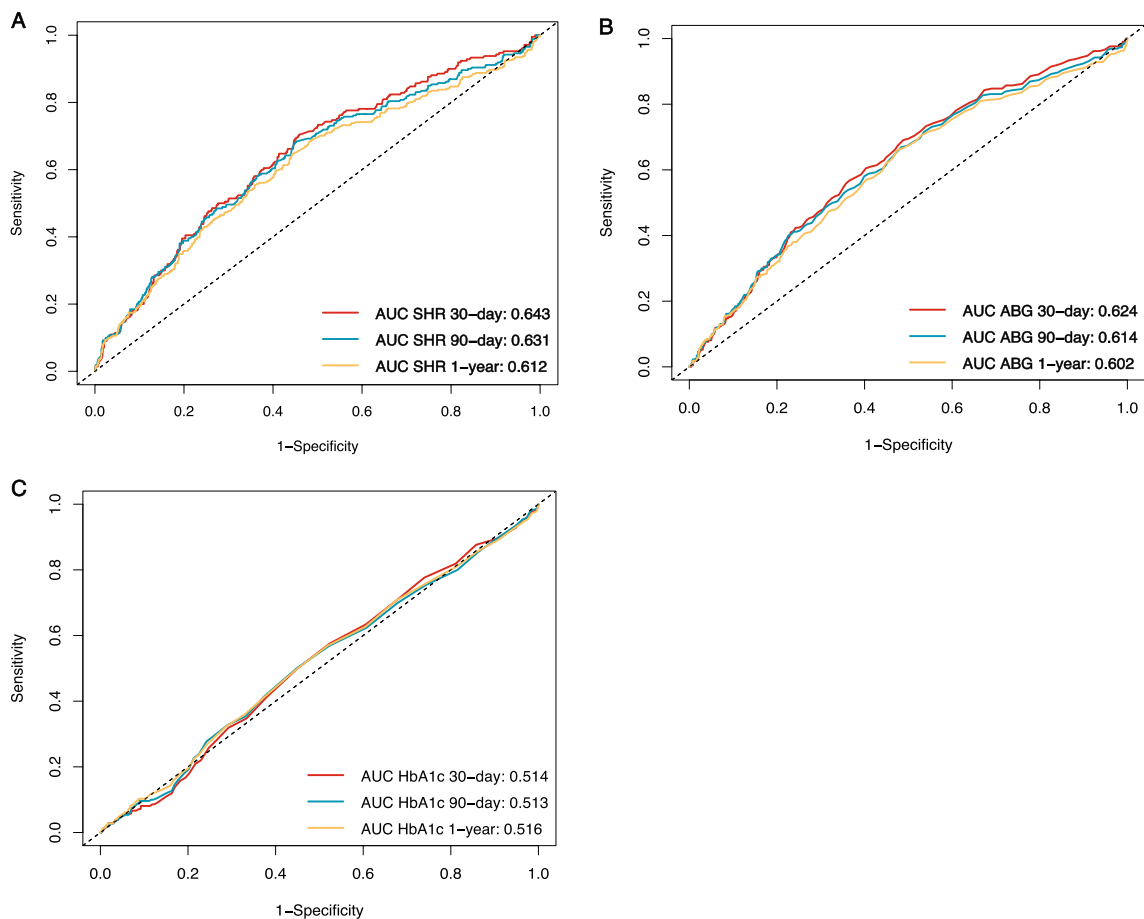 A
Sensitivity
1.0
0.8
0.6
0.4
0.2
0.0
AUC SHR 30−day: 0.643
AUC SHR 90−day: 0.631
AUC SHR 1−year: 0.612
0.0 0.2 0.4 0.6 0.8 1.0
1−Specificity
B
Sensitivity
1.0
0.8
0.6
0.4
0.2
0.0
AUC ABG 30−day: 0.624
AUC ABG 90−day: 0.614
AUC ABG 1−year: 0.602
0.0 0.2 0.4 0.6 0.8 1.0
1−Specificity
C
Sensitivity
1.0
0.8
0.6
0.4
0.2
0.0
AUC HbA1c 30−day: 0.514
AUC HbA1c 90−day: 0.513
AUC HbA1c 1−year: 0.516
0.0 0.2 0.4 0.6 0.8 1.0
1−Specificity